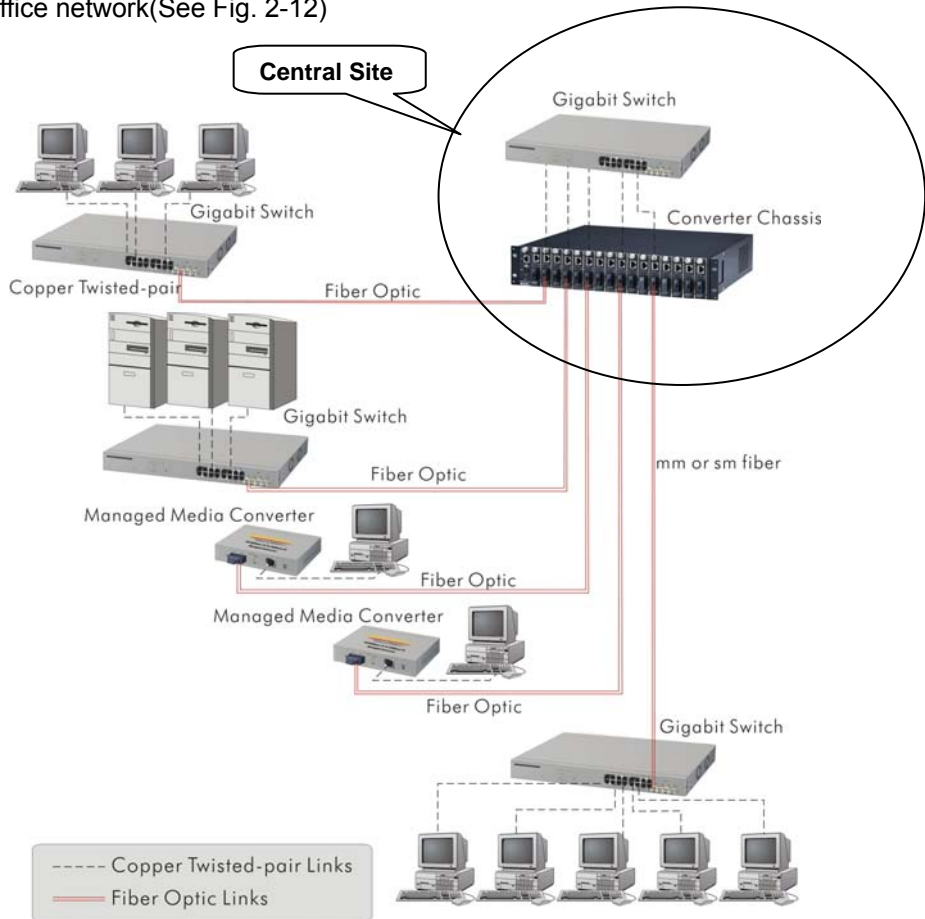 ffice network(See Fig. 2-12)
Central Site
Gigabit Switch
Gigabit Switch
Converter Chassis
Copper Twisted-pair
Fiber Optic
Gigabit Switch
Fiber Optic
mm or sm fiber
Managed Media Converter
Fiber Optic
Managed Media Converter
Fiber Optic
Gigabit Switch
Copper Twisted-pair Links
Fiber Optic Links